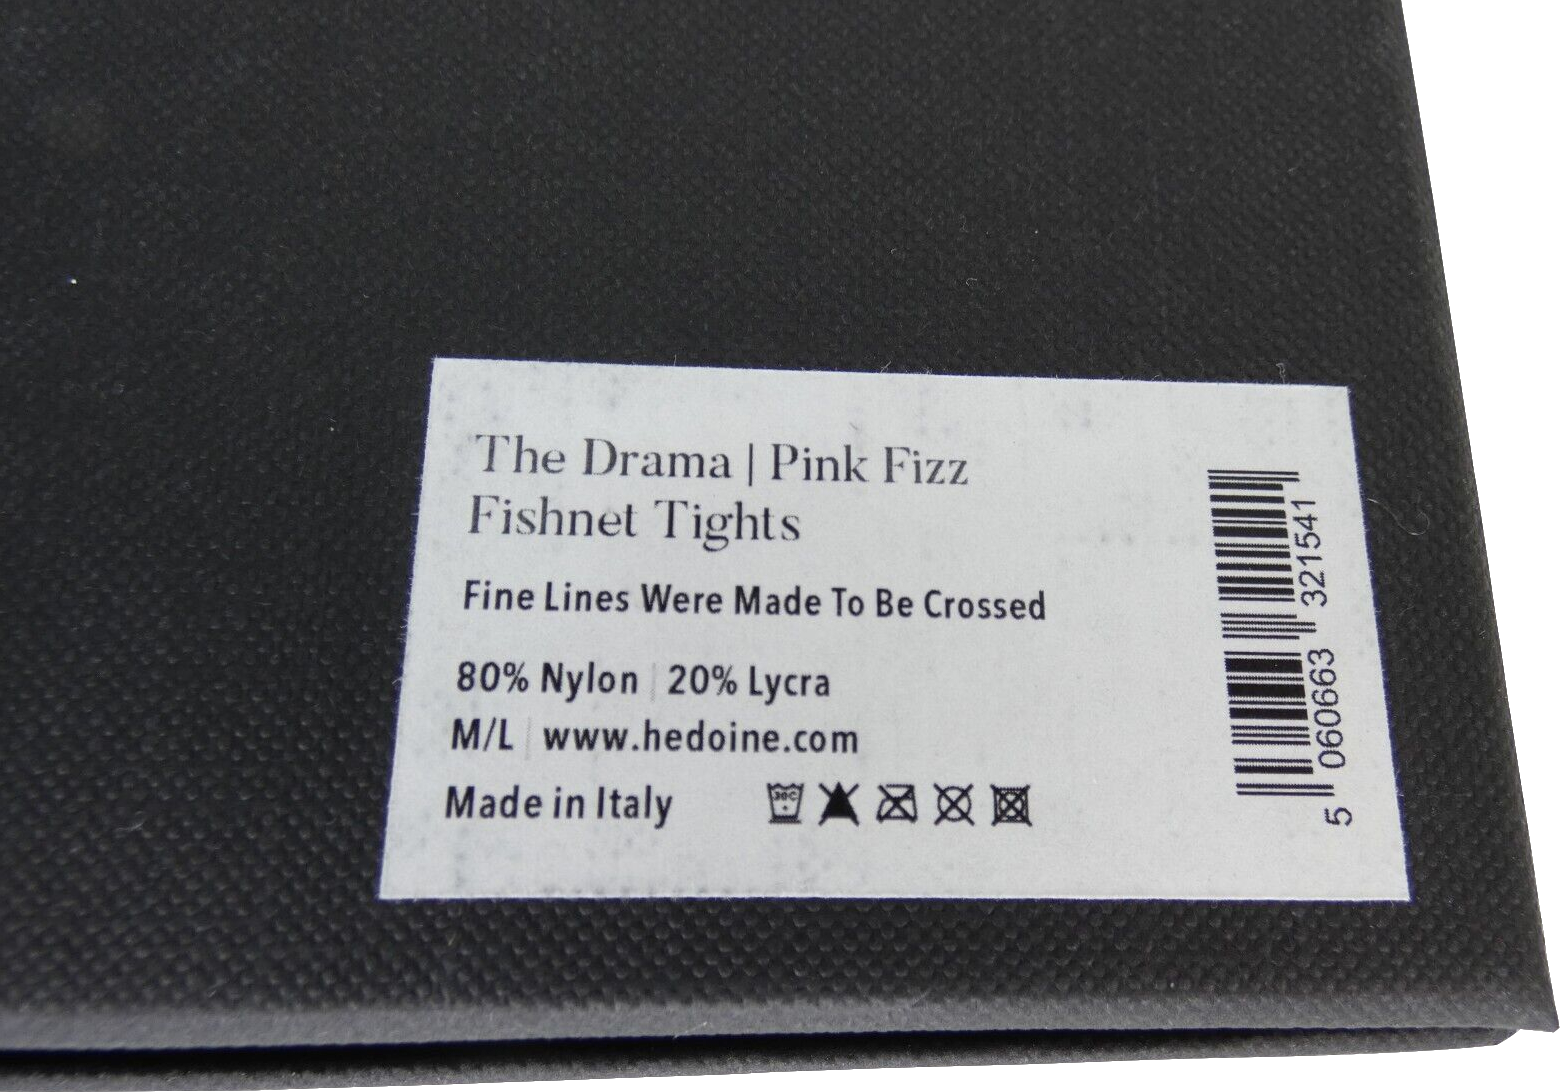 The Drama | Pink Fizz
Fishnet Tights
Fine Lines Were Made To Be Crossed
80% Nylon | 20% Lycra
M/L | www.hedoine.com
Made in Italy
30C
5 060663 321541